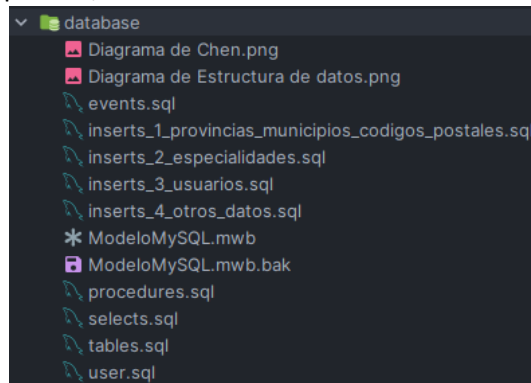 database
Diagrama de Chen.png
Diagrama de Estructura de datos.png
events.sql
inserts_1_provincias_municipios_codigos_postales.sql
inserts_2_especialidades.sql
inserts_3_usuarios.sql
inserts_4_otros_datos.sql
ModeloMySQL.mwb
ModeloMySQL.mwb.bak
procedures.sql
selects.sql
tables.sql
user.sql